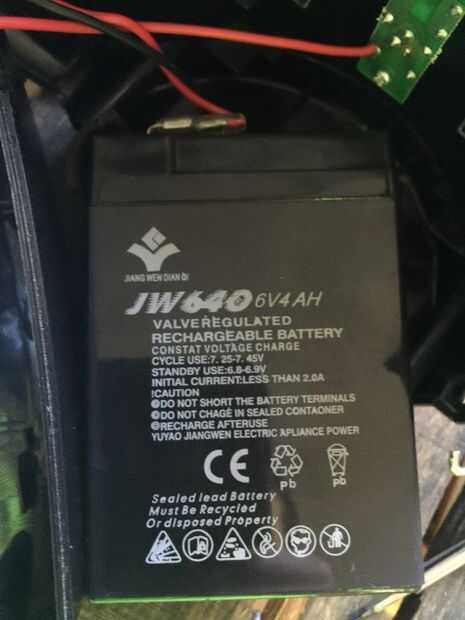 JIANG WEN DIAN QI
JW640 6V4AH
VALVEREGULATED
RECHARGEABLE BATTERY
CONSTAT VOLTAGE CHARGE
CYCLE USE:7. 25-7. 45V
STANDBY USE:6.8-6.9V
INITIAL CURRENT:LESS THAN 2.0A
!CAUTION
⊙DO NOT SHORT THE BATTERY TERMINALS
⊙DO NOT CHAGE IN SEALED CONTAONER
⊙RECHARGE AFTERUSE
YUYAO JIANGWEN ELECTRIC APLIANCE POWER
CE Pb Pb
Sealed lead Battery
Must Be Recycled
Or disposed Property